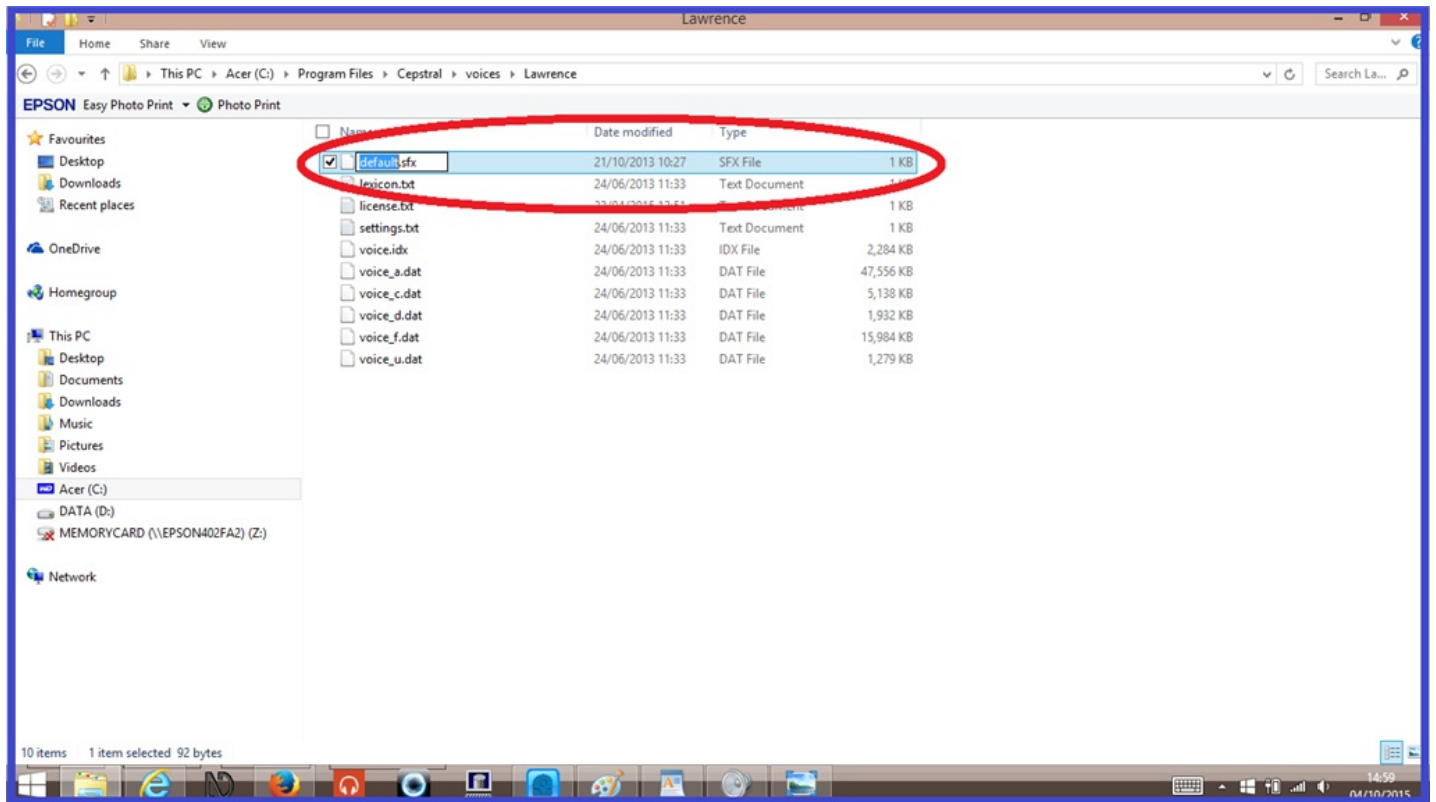 Lawrence
File Home Share View
This PC Acer (C:) Program Files Cepstral voices Lawrence Search La...
EPSON Easy Photo Print Photo Print
Name Date modified Type
Favourites
Desktop
Downloads
Recent places
OneDrive
Homegroup
This PC
Desktop
Documents
Downloads
Music
Pictures
Videos
Acer (C:)
DATA (D:)
MEMORYCARD (\\EPSON402FA2) (Z:)
Network
default.sfx 21/10/2013 10:27 SFX File 1 KB
lexicon.txt 24/06/2013 11:33 Text Document 1 KB
license.txt Text Document 1 KB
settings.txt 24/06/2013 11:33 Text Document 1 KB
voice.idx 24/06/2013 11:33 IDX File 2,284 KB
voice_a.dat 24/06/2013 11:33 DAT File 47,556 KB
voice_c.dat 24/06/2013 11:33 DAT File 5,138 KB
voice_d.dat 24/06/2013 11:33 DAT File 1,932 KB
voice_f.dat 24/06/2013 11:33 DAT File 15,984 KB
voice_u.dat 24/06/2013 11:33 DAT File 1,279 KB
10 items 1 item selected 92 bytes
14:59
04/10/2015